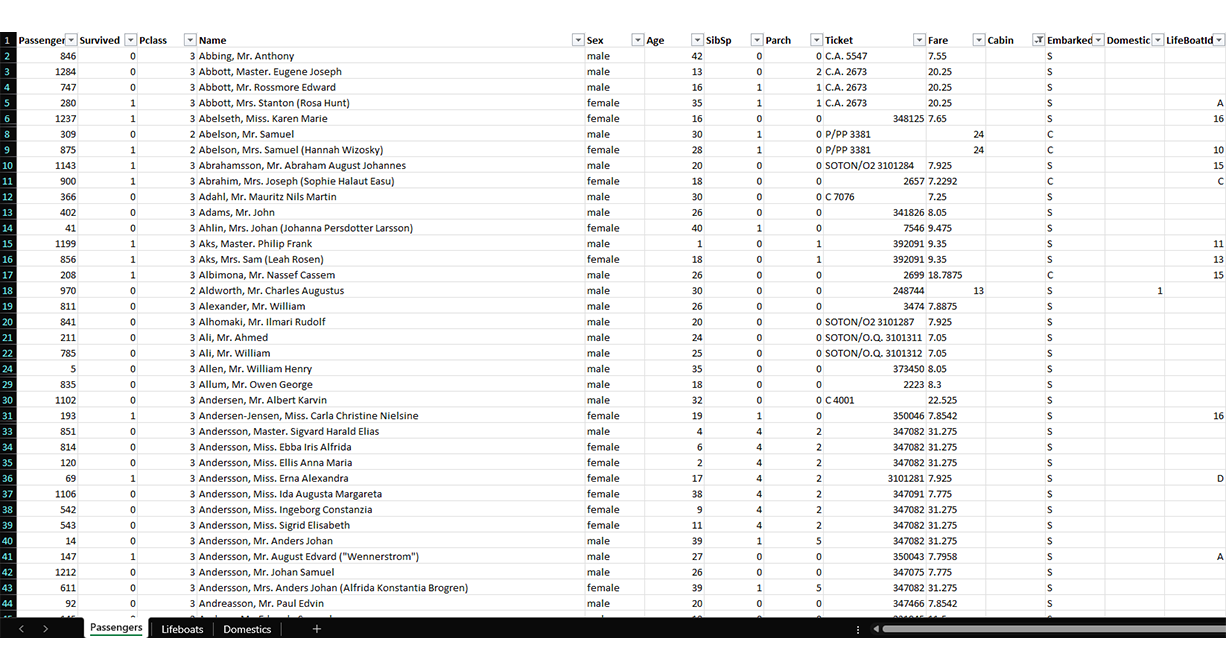 1 Passenger Survived Pclass Name Sex Age SibSp Parch Ticket Fare Cabin Embarked Domestic LifeBoatId
2 846 0 3 Abbing, Mr. Anthony male 42 0 0 C.A. 5547 7.55 S
3 1284 0 3 Abbott, Master. Eugene Joseph male 13 0 2 C.A. 2673 20.25 S
4 747 0 3 Abbott, Mr. Rossmore Edward male 16 1 1 C.A. 2673 20.25 S
5 280 1 3 Abbott, Mrs. Stanton (Rosa Hunt) female 35 1 1 C.A. 2673 20.25 S A
6 1237 1 3 Abelseth, Miss. Karen Marie female 16 0 0 348125 7.65 S 16
8 309 0 2 Abelson, Mr. Samuel male 30 1 0 P/PP 3381 24 C
9 875 1 2 Abelson, Mrs. Samuel (Hannah Wizosky) female 28 1 0 P/PP 3381 24 C 10
10 1143 1 3 Abrahamsson, Mr. Abraham August Johannes male 20 0 0 SOTON/O2 3101284 7.925 S 15
11 900 1 3 Abrahim, Mrs. Joseph (Sophie Halaut Easu) female 18 0 0 2657 7.2292 C C
12 366 0 3 Adahl, Mr. Mauritz Nils Martin male 30 0 0 C 7076 7.25 S
13 402 0 3 Adams, Mr. John male 26 0 0 341826 8.05 S
14 41 0 3 Ahlin, Mrs. Johan (Johanna Persdotter Larsson) female 40 1 0 7546 9.475 S
15 1199 1 3 Aks, Master. Philip Frank male 1 0 1 392091 9.35 S 11
16 856 1 3 Aks, Mrs. Sam (Leah Rosen) female 18 0 1 392091 9.35 S 13
17 208 1 3 Albimona, Mr. Nassef Cassem male 26 0 0 2699 18.7875 C 15
18 970 0 2 Aldworth, Mr. Charles Augustus male 30 0 0 248744 13 S 1
19 811 0 3 Alexander, Mr. William male 26 0 0 3474 7.8875 S
20 841 0 3 Alhomaki, Mr. Ilmari Rudolf male 20 0 0 SOTON/O2 3101287 7.925 S
21 211 0 3 Ali, Mr. Ahmed male 24 0 0 SOTON/O.Q. 3101311 7.05 S
22 785 0 3 Ali, Mr. William male 25 0 0 SOTON/O.Q. 3101312 7.05 S
24 5 0 3 Allen, Mr. William Henry male 35 0 0 373450 8.05 S
29 835 0 3 Allum, Mr. Owen George male 18 0 0 2223 8.3 S
30 1102 0 3 Andersen, Mr. Albert Karvin male 32 0 0 C 4001 22.525 S
31 193 1 3 Andersen-Jensen, Miss. Carla Christine Nielsine female 19 1 0 350046 7.8542 S 16
33 851 0 3 Andersson, Master. Sigvard Harald Elias male 4 4 2 347082 31.275 S
34 814 0 3 Andersson, Miss. Ebba Iris Alfrida female 6 4 2 347082 31.275 S
35 120 0 3 Andersson, Miss. Ellis Anna Maria female 2 4 2 347082 31.275 S
36 69 1 3 Andersson, Miss. Erna Alexandra female 17 4 2 3101281 7.925 S D
37 1106 0 3 Andersson, Miss. Ida Augusta Margareta female 38 4 2 347091 7.775 S
38 542 0 3 Andersson, Miss. Ingeborg Constanzia female 9 4 2 347082 31.275 S
39 543 0 3 Andersson, Miss. Sigrid Elisabeth female 11 4 2 347082 31.275 S
40 14 0 3 Andersson, Mr. Anders Johan male 39 1 5 347082 31.275 S
41 147 1 3 Andersson, Mr. August Edvard ("Wennerstrom") male 27 0 0 350043 7.7958 S A
42 1212 0 3 Andersson, Mr. Johan Samuel male 26 0 0 347075 7.775 S
43 611 0 3 Andersson, Mrs. Anders Johan (Alfrida Konstantia Brogren) female 39 1 5 347082 31.275 S
44 92 0 3 Andreasson, Mr. Paul Edvin male 20 0 0 347466 7.8542 S
Passengers Lifeboats Domestics +